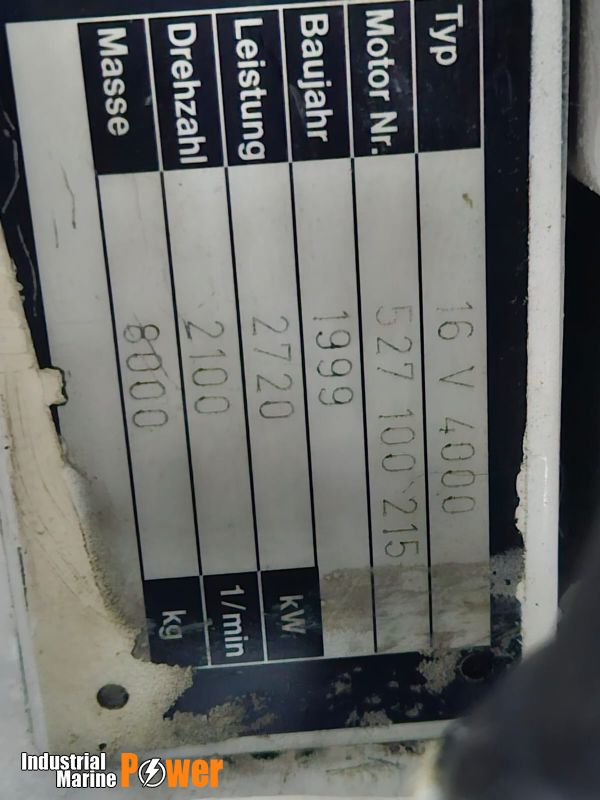 Typ 16 V 4000
Motor Nr. 527 100 215
Baujahr 1999
Leistung 2720 kW
Drehzahl 2100 1/min
Masse 8000 kg
Industrial
Marine Power